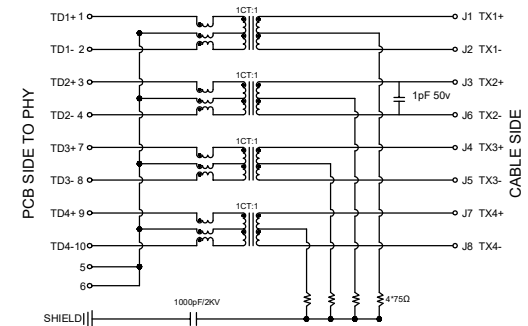 1CT:1
TD1+ 1
J1 TX1+
TD1- 2
J2 TX1-
1CT:1
TD2+ 3
J3 TX2+
1pF 50v
TD2- 4
J6 TX2-
1CT:1
TD3+ 7
J4 TX3+
TD3- 8
J5 TX3-
1CT:1
TD4+ 9
J7 TX4+
TD4- 10
J8 TX4-
5
6
PCB SIDE TO PHY
CABLE SIDE
1000pF/2KV
4*75Ω
SHIELD